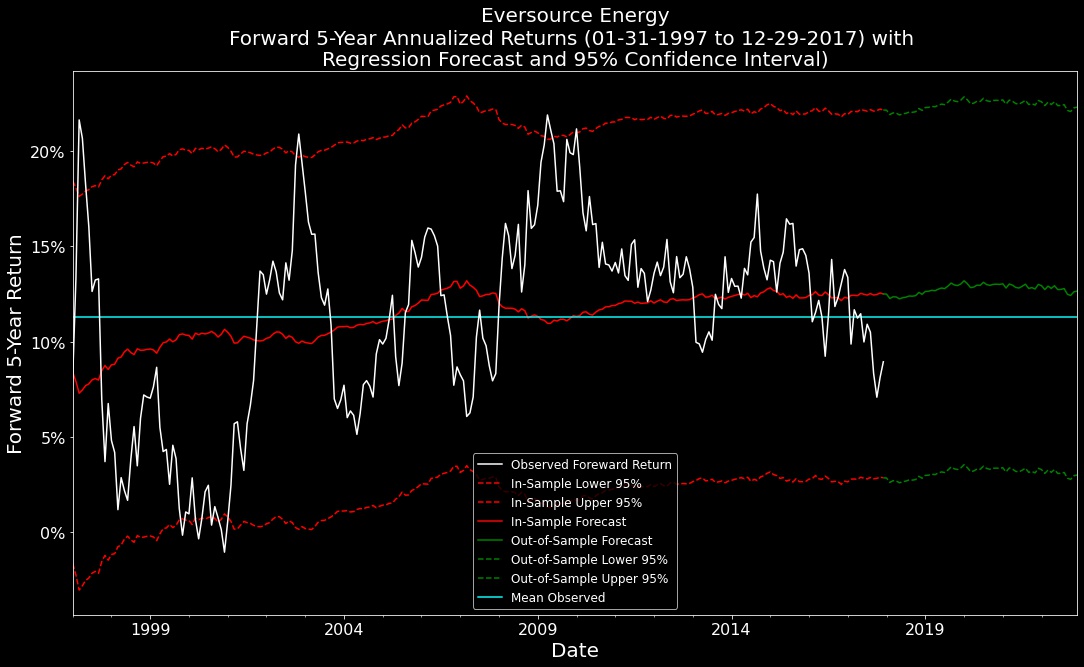 Eversource Energy
Forward 5-Year Annualized Returns (01-31-1997 to 12-29-2017) with
Regression Forecast and 95% Confidence Interval)
Forward 5-Year Return
20%
15%
10%
5%
0%
Observed Foreward Return
In-Sample Lower 95%
In-Sample Upper 95%
In-Sample Forecast
Out-of-Sample Forecast
Out-of-Sample Lower 95%
Out-of-Sample Upper 95%
Mean Observed
1999 2004 2009 2014 2019
Date